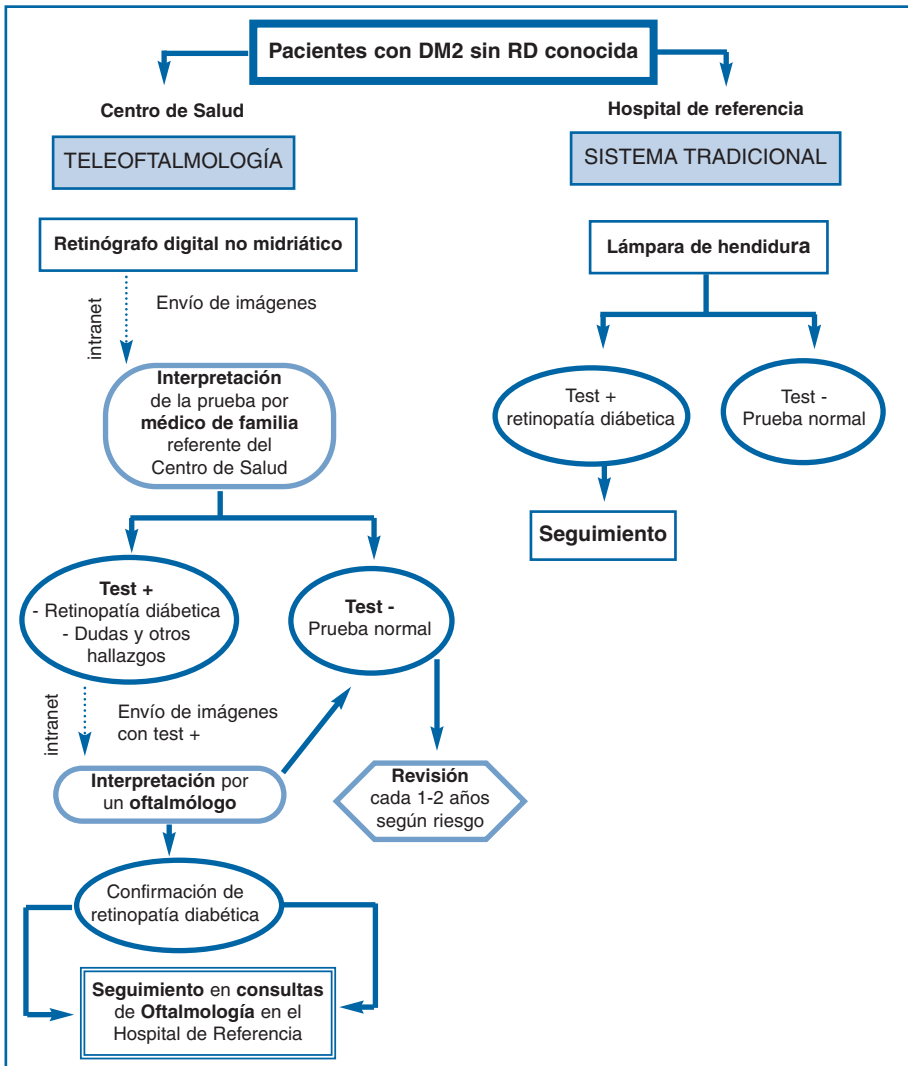 Pacientes con DM2 sin RD conocida
Centro de Salud
TELEOFTALMOLOGÍA
Retinógrafo digital no midriático
intranet
Envío de imágenes
Interpretación
de la prueba por
médico de familia
referente del
Centro de Salud
Test +
- Retinopatía diábetica
- Dudas y otros
hallazgos
Test -
Prueba normal
intranet
Envío de imágenes
con test +
Interpretación por
un oftalmólogo
Revisión
cada 1-2 años
según riesgo
Confirmación de
retinopatía diabética
Seguimiento en consultas
de Oftalmología en el
Hospital de Referencia
Hospital de referencia
SISTEMA TRADICIONAL
Lámpara de hendidura
Test +
retinopatía diábetica
Test -
Prueba normal
Seguimiento